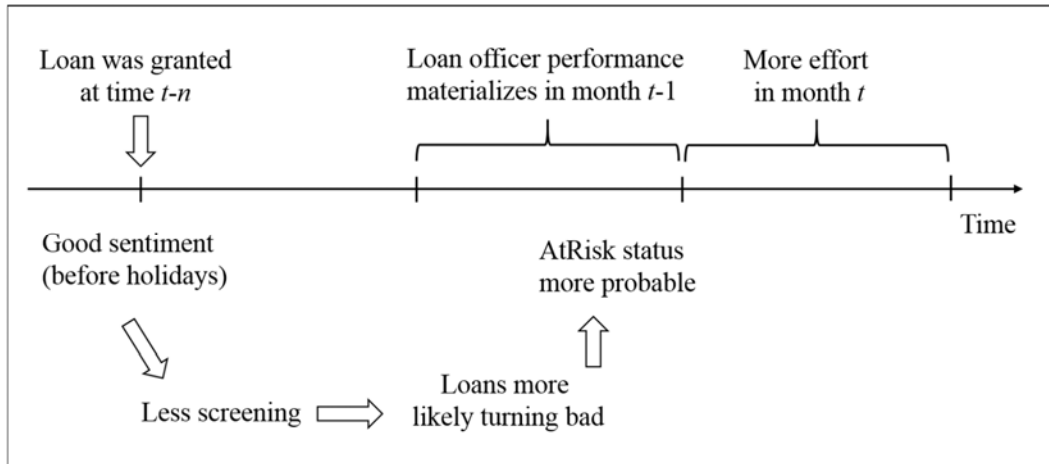 Loan was granted
at time t-n
Loan officer performance
materializes in month t-1
More effort
in month t
Time
Good sentiment
(before holidays)
AtRisk status
more probable
Less screening
Loans more
likely turning bad